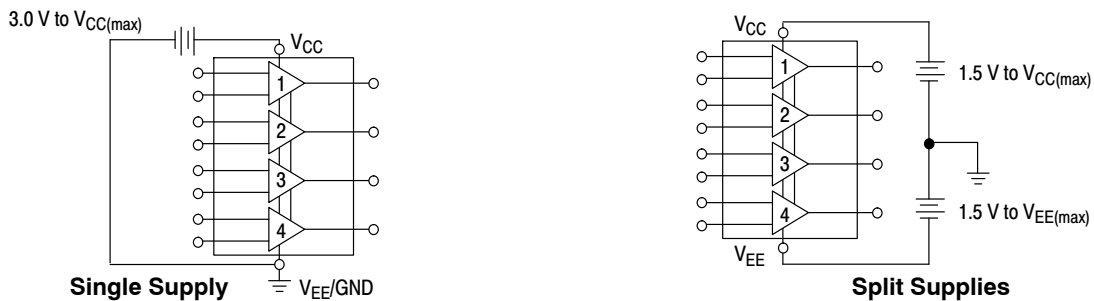 3.0 V to VCC(max)
VCC
1
2
3
4
VEE/GND
Single Supply
VCC
1
2
3
4
VEE
1.5 V to VCC(max)
1.5 V to VEE(max)
Split Supplies